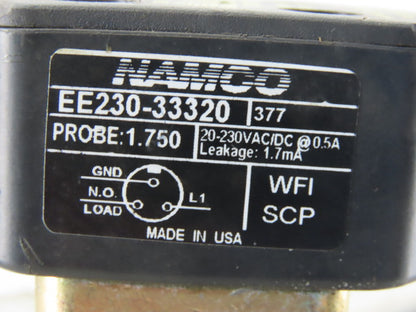 NAMCO
EE230-33320 377
PROBE:1.750 20-230VAC/DC @ 0.5A
Leakage: 1.7mA
GND
N.O.
LOAD L1
WFI
SCP
MADE IN USA